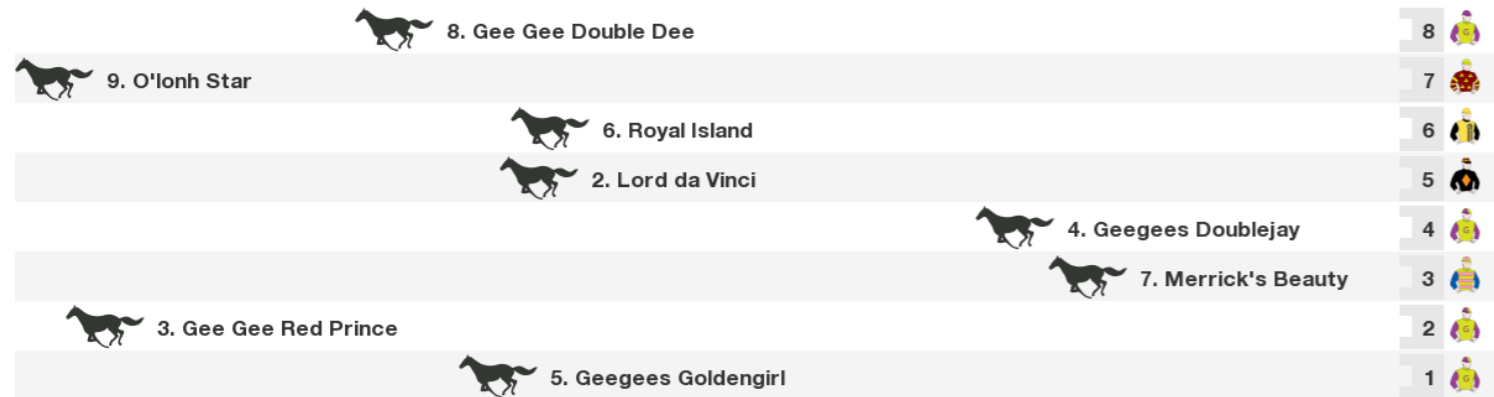 8. Gee Gee Double Dee 8 G
9. O'lonh Star 7
6. Royal Island 6
2. Lord da Vinci 5
4. Geegees Doublejay 4 G
7. Merrick's Beauty 3
3. Gee Gee Red Prince 2 G
5. Geegees Goldengirl 1 G